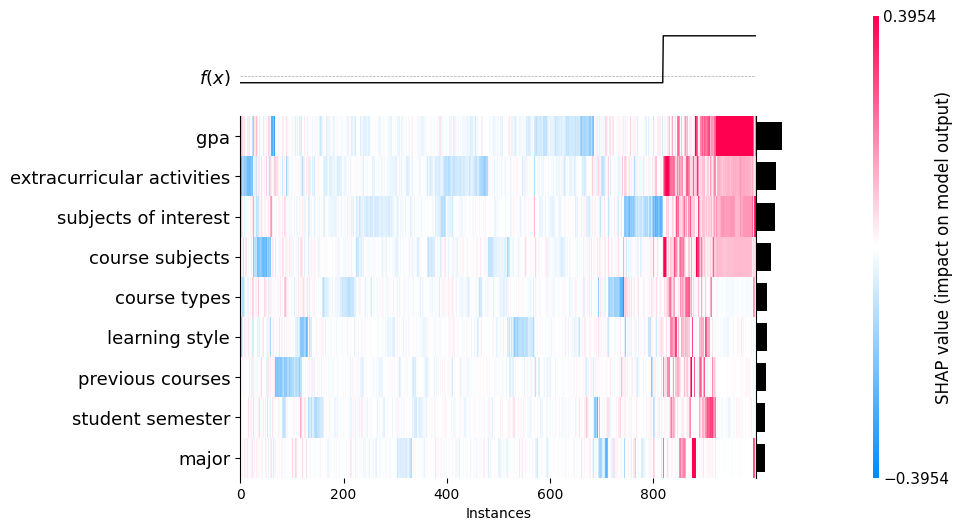 0.3954
f(x)
gpa
extracurricular activities
subjects of interest
course subjects
course types
learning style
previous courses
student semester
major
0 200 400 600 800
Instances
SHAP value (impact on model output)
−0.3954